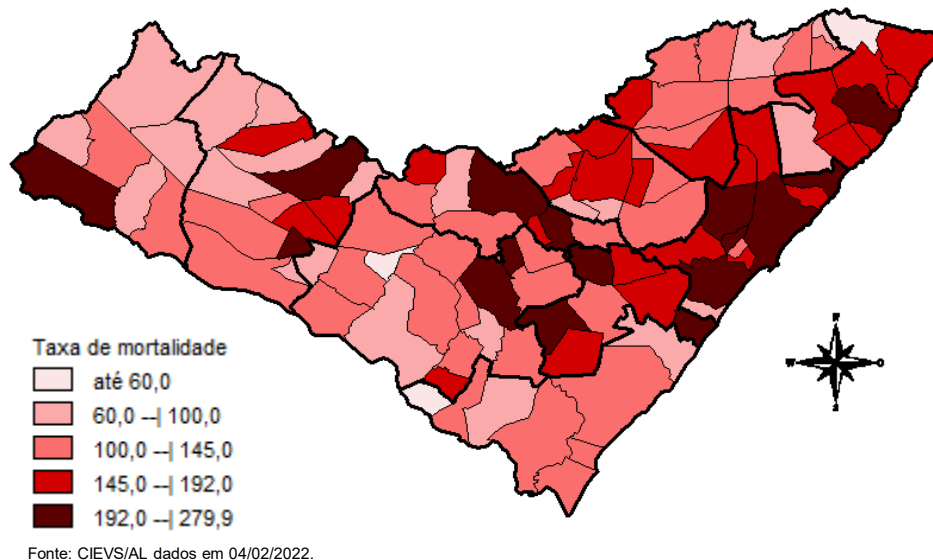 Taxa de mortalidade
até 60,0
60,0 --| 100,0
100,0 --| 145,0
145,0 --| 192,0
192,0 --| 279,9
Fonte: CIEVS/AL dados em 04/02/2022.